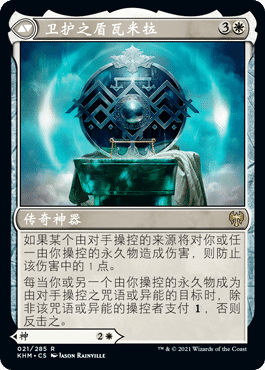 卫护之盾瓦米拉 3
传奇神器
如果某个由对手操控的来源将对你或任
一由你操控的永久物造成伤害，则防止
该伤害中的1点。
每当你或另一个由你操控的永久物成为
由对手操控之咒语或异能的目标时，除
非该咒语或异能的操控者支付1，否则
反击之。
神 2
021/285 R
KHM • CS JASON RAINVILLE
™ & © 2021 Wizards of the Coast